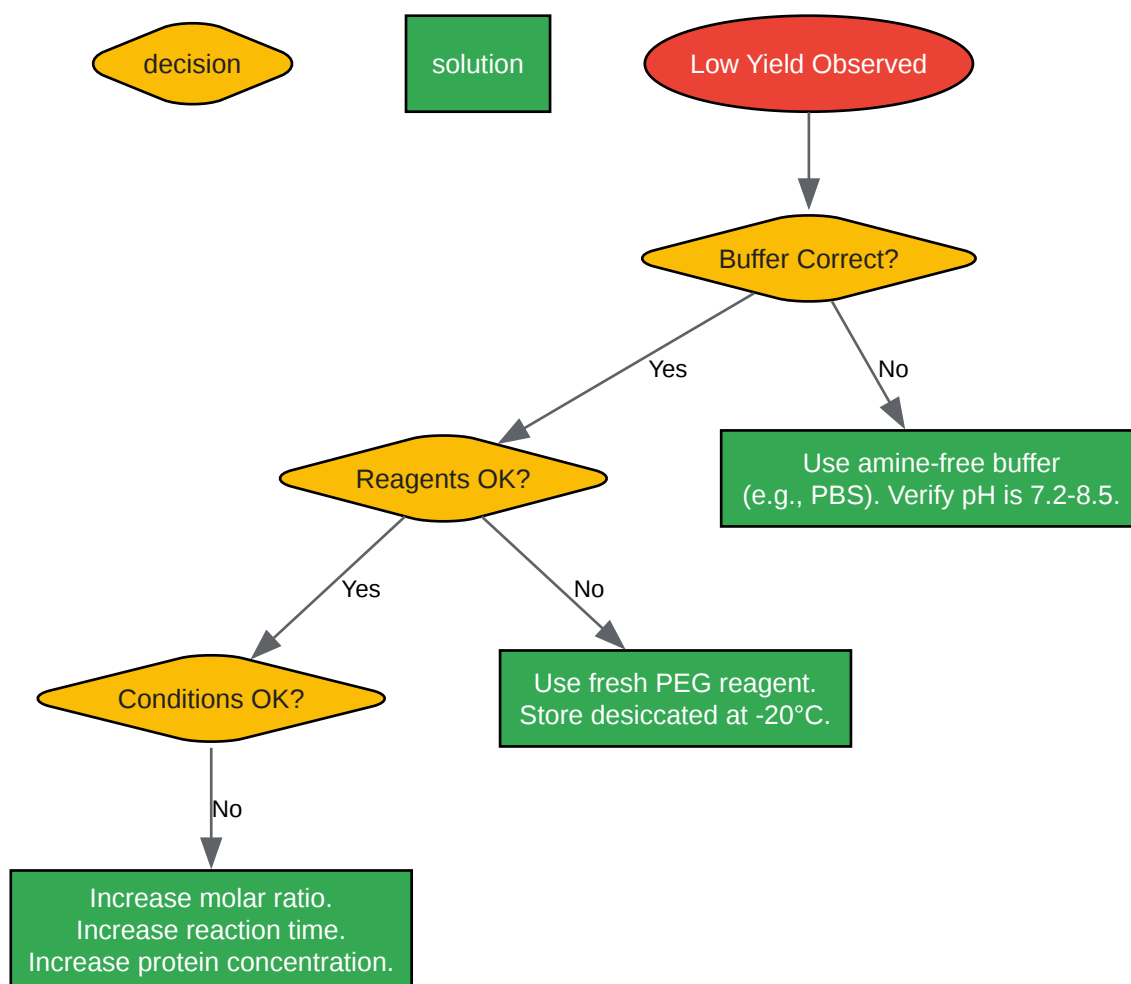 decision
solution
Low Yield Observed
Buffer Correct?
Yes
No
Reagents OK?
Use amine-free buffer
(e.g., PBS). Verify pH is 7.2-8.5.
Yes
No
Conditions OK?
Use fresh PEG reagent.
Store desiccated at -20°C.
No
Increase molar ratio.
Increase reaction time.
Increase protein concentration.